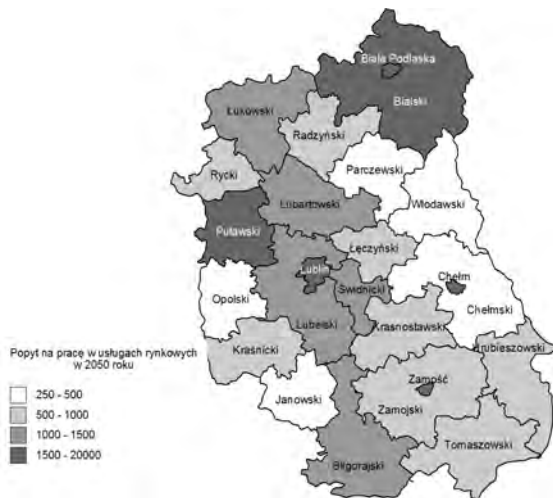 Biała Podlaska
Bialski
Łukowski
Radzyński
Parczewski
Rycki
Włodawski
Lubartowski
Puławski
Łęczyński
Lublin
Chełm
Świdnicki
Opolski
Chełmski
Lubelski
Krasnostawski
Hrubieszowski
Popyt na pracę w usługach rynkowych
w 2050 roku
Kraśnicki
Zamość
250 - 500
Janowski
Zamojski
500 - 1000
1000 - 1500
Tomaszowski
1500 - 20000
Biłgorajski